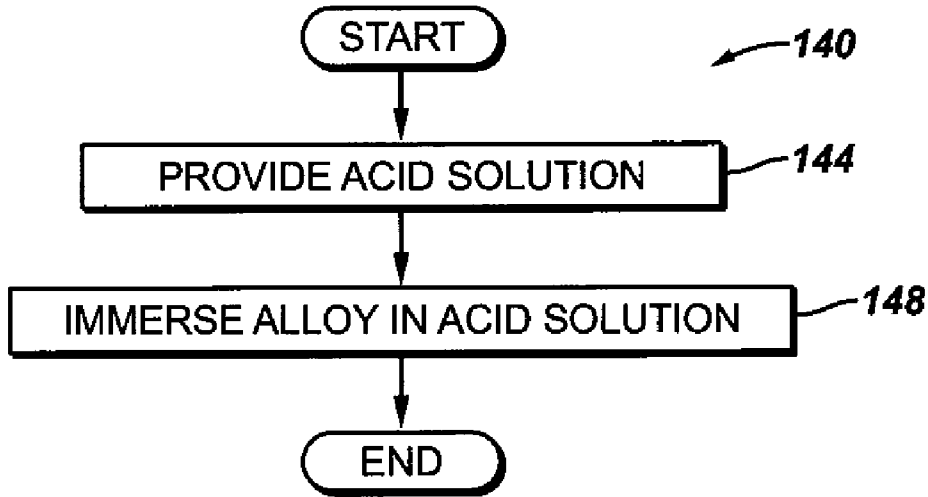 START
140
PROVIDE ACID SOLUTION
144
IMMERSE ALLOY IN ACID SOLUTION
148
END